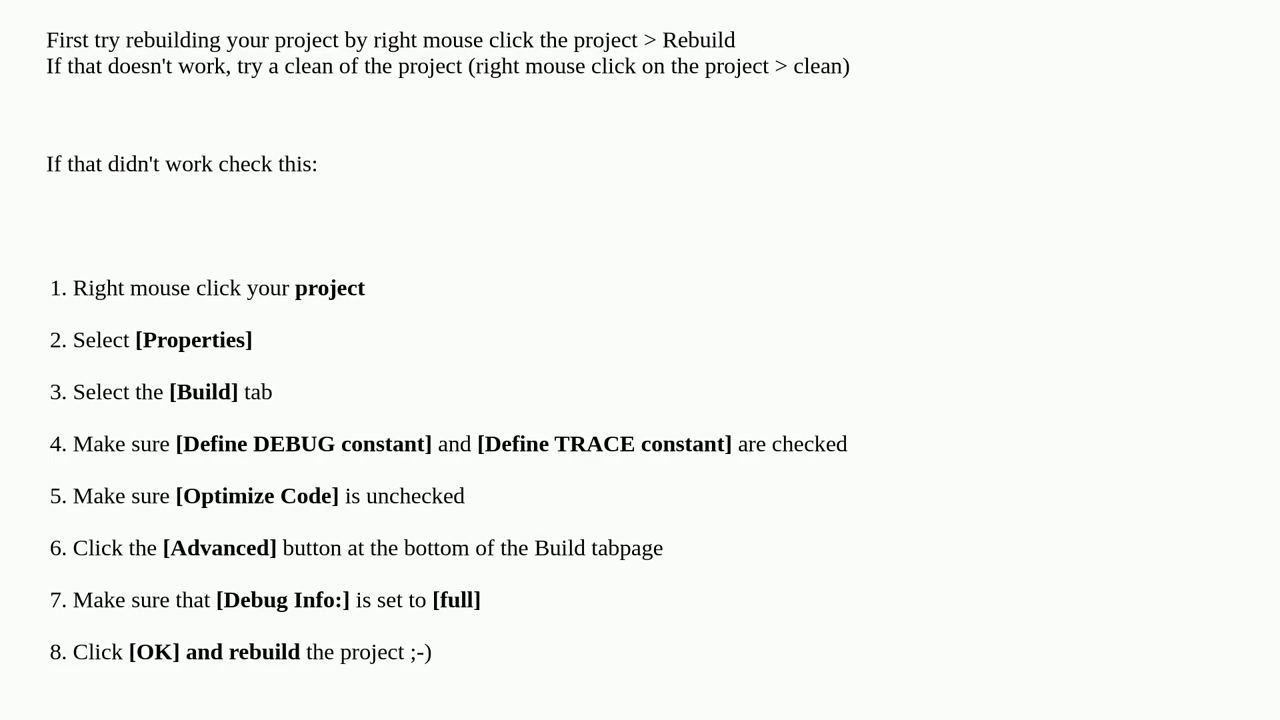 First try rebuilding your project by right mouse click the project > Rebuild
If that doesn't work, try a clean of the project (right mouse click on the project > clean)
If that didn't work check this:
1. Right mouse click your project
2. Select [Properties]
3. Select the [Build] tab
4. Make sure [Define DEBUG constant] and [Define TRACE constant] are checked
5. Make sure [Optimize Code] is unchecked
6. Click the [Advanced] button at the bottom of the Build tabpage
7. Make sure that [Debug Info:] is set to [full]
8. Click [OK] and rebuild the project ;-)